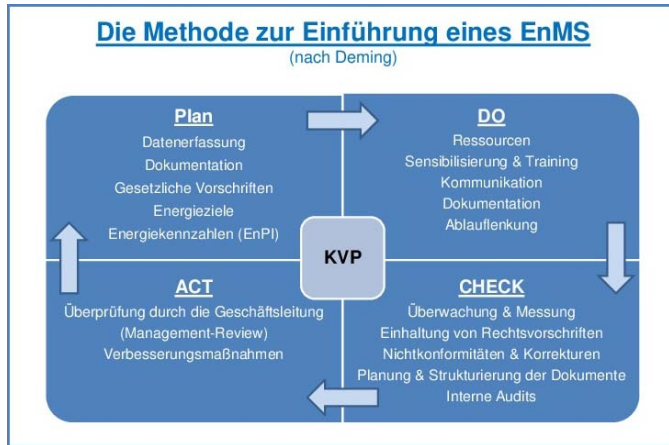 Die Methode zur Einführung eines EnMS
(nach Deming)
Plan
Datenerfassung
Dokumentation
Gesetzliche Vorschriften
Energieziele
Energiekennzahlen (EnPI)
DO
Ressourcen
Sensibilisierung & Training
Kommunikation
Dokumentation
Ablauflenkung
KVP
ACT
Überprüfung durch die Geschäftsleitung
(Management-Review)
Verbesserungsmaßnahmen
CHECK
Überwachung & Messung
Einhaltung von Rechtsvorschriften
Nichtkonformitäten & Korrekturen
Planung & Strukturierung der Dokumente
Interne Audits